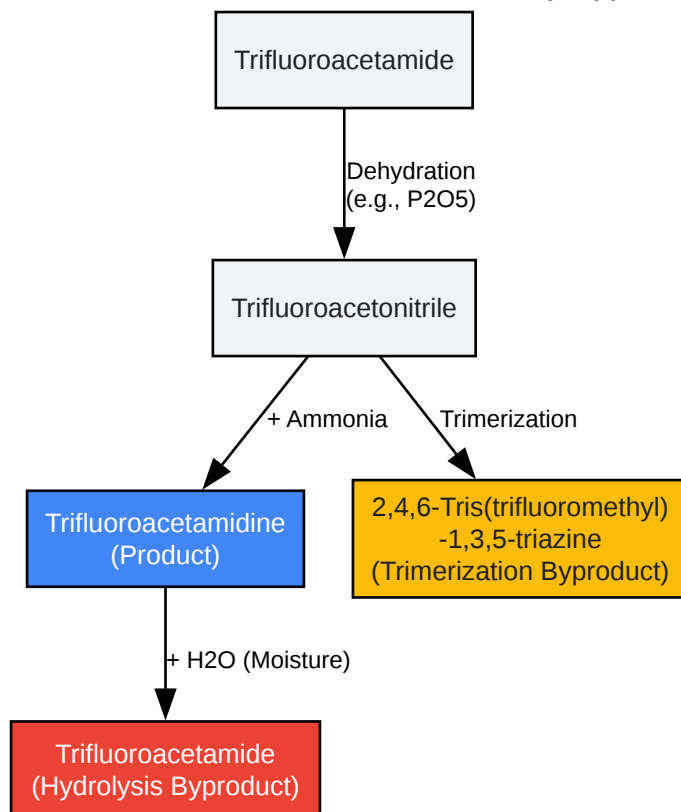 Trifluoroacetamide
Dehydration
(e.g., P2O5)
Trifluoroacetonitrile
+ Ammonia
Trimerization
Trifluoroacetamidine
(Product)
2,4,6-Tris(trifluoromethyl)
-1,3,5-triazine
(Trimerization Byproduct)
+ H2O (Moisture)
Trifluoroacetamide
(Hydrolysis Byproduct)